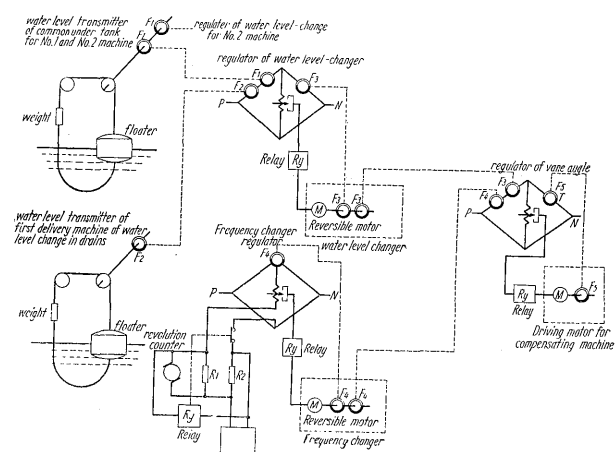 water level transmitter
of common under tank
for No.1 and No.2 machine
F1
F1
regulater of water level-change
for No.2 machine
regulator of water level-changer
F1
F2
F3
P
N
weight
floater
Relay
Ry
M
F3
F3
Reversible motor
water level changer
regulator of vane angle
F3
F4
F5
T
P
N
water level transmitter of
first delivery machine of water
level change in drains
F2
Frequency changer
regulator
F4
P
N
weight
floater
revolution
counter
R1
R2
Ry
Relay
Ry
Relay
Ry
Relay
M
F5
Driving motor for
compensating machine
M
F4
F4
Reversible motor
Frequency changer